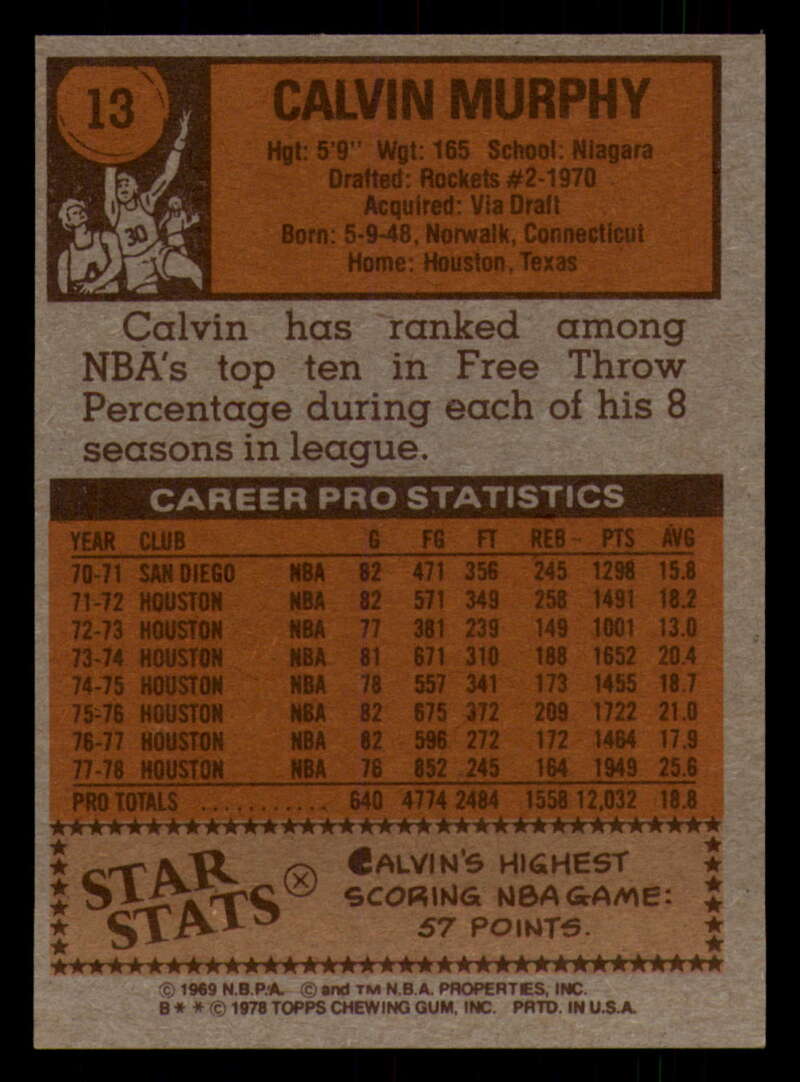 13
CALVIN MURPHY
Hgt: 5'9" Wgt: 165 School: Niagara
Drafted: Rockets #2-1970
Acquired: Via Draft
Born: 5-9-48, Norwalk, Connecticut
Home: Houston, Texas
30
Calvin has ranked among
NBA's top ten in Free Throw
Percentage during each of his 8
seasons in league.
CAREER PRO STATISTICS
YEAR CLUB G FG FT REB PTS AVG
70-71 SAN DIEGO NBA 82 471 356 245 1298 15.8
71-72 HOUSTON NBA 82 571 349 258 1491 18.2
72-73 HOUSTON NBA 77 381 239 149 1001 13.0
73-74 HOUSTON NBA 81 671 310 188 1652 20.4
74-75 HOUSTON NBA 78 557 341 173 1455 18.7
75-76 HOUSTON NBA 82 675 372 209 1722 21.0
76-77 HOUSTON NBA 82 596 272 172 1464 17.9
77-78 HOUSTON NBA 76 852 245 164 1949 25.6
PRO TOTALS ........... 640 4774 2484 1558 12,032 18.8
STAR
STATS
CALVIN'S HIGHEST
SCORING NBA GAME:
57 POINTS.
© 1969 N.B.P.A. © and TM N.B.A. PROPERTIES, INC.
B * * © 1978 TOPPS CHEWING GUM, INC. PRTD. IN U.S.A.